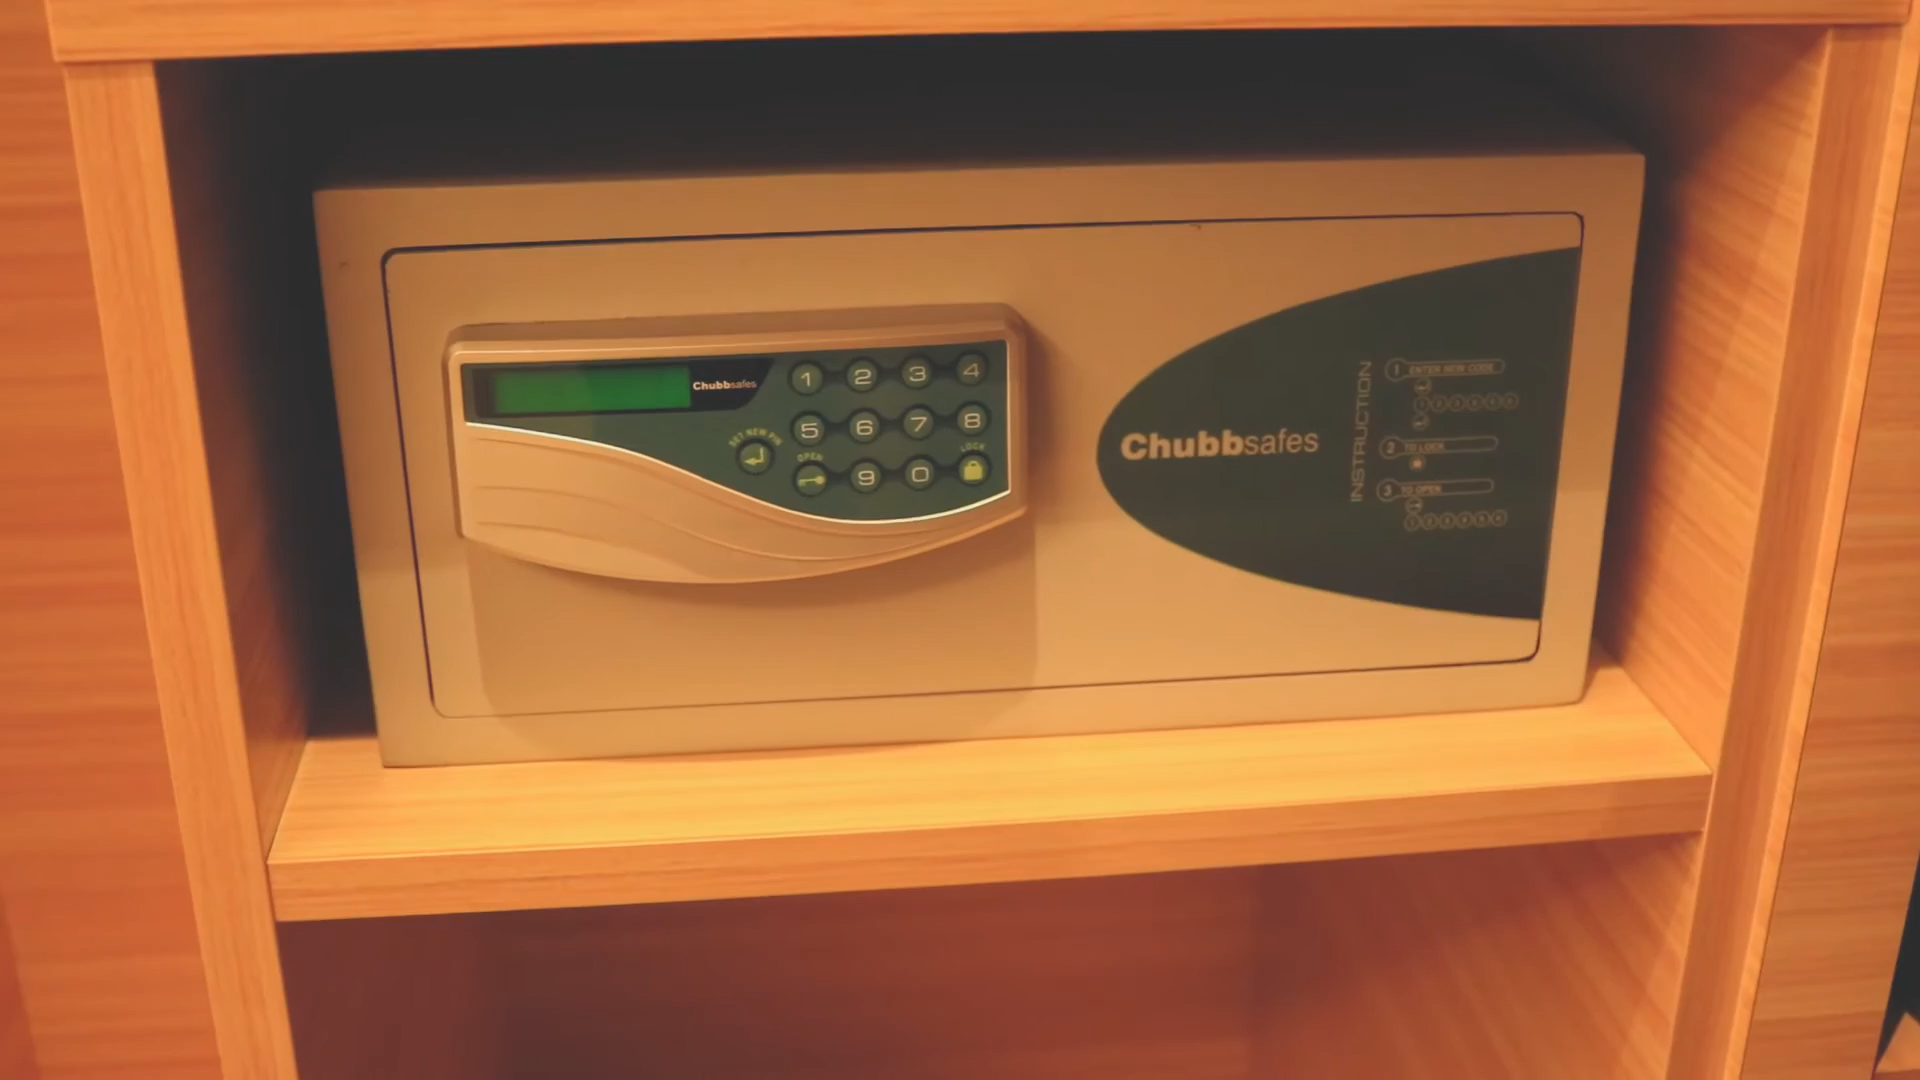 Chubbsafes
1 2 3 4
SET NEW PIN
5 6 7 8
OPEN
LOCK
9 0
Chubbsafes
INSTRUCTION
1 ENTER NEW CODE
2 TO LOCK
3 TO OPEN